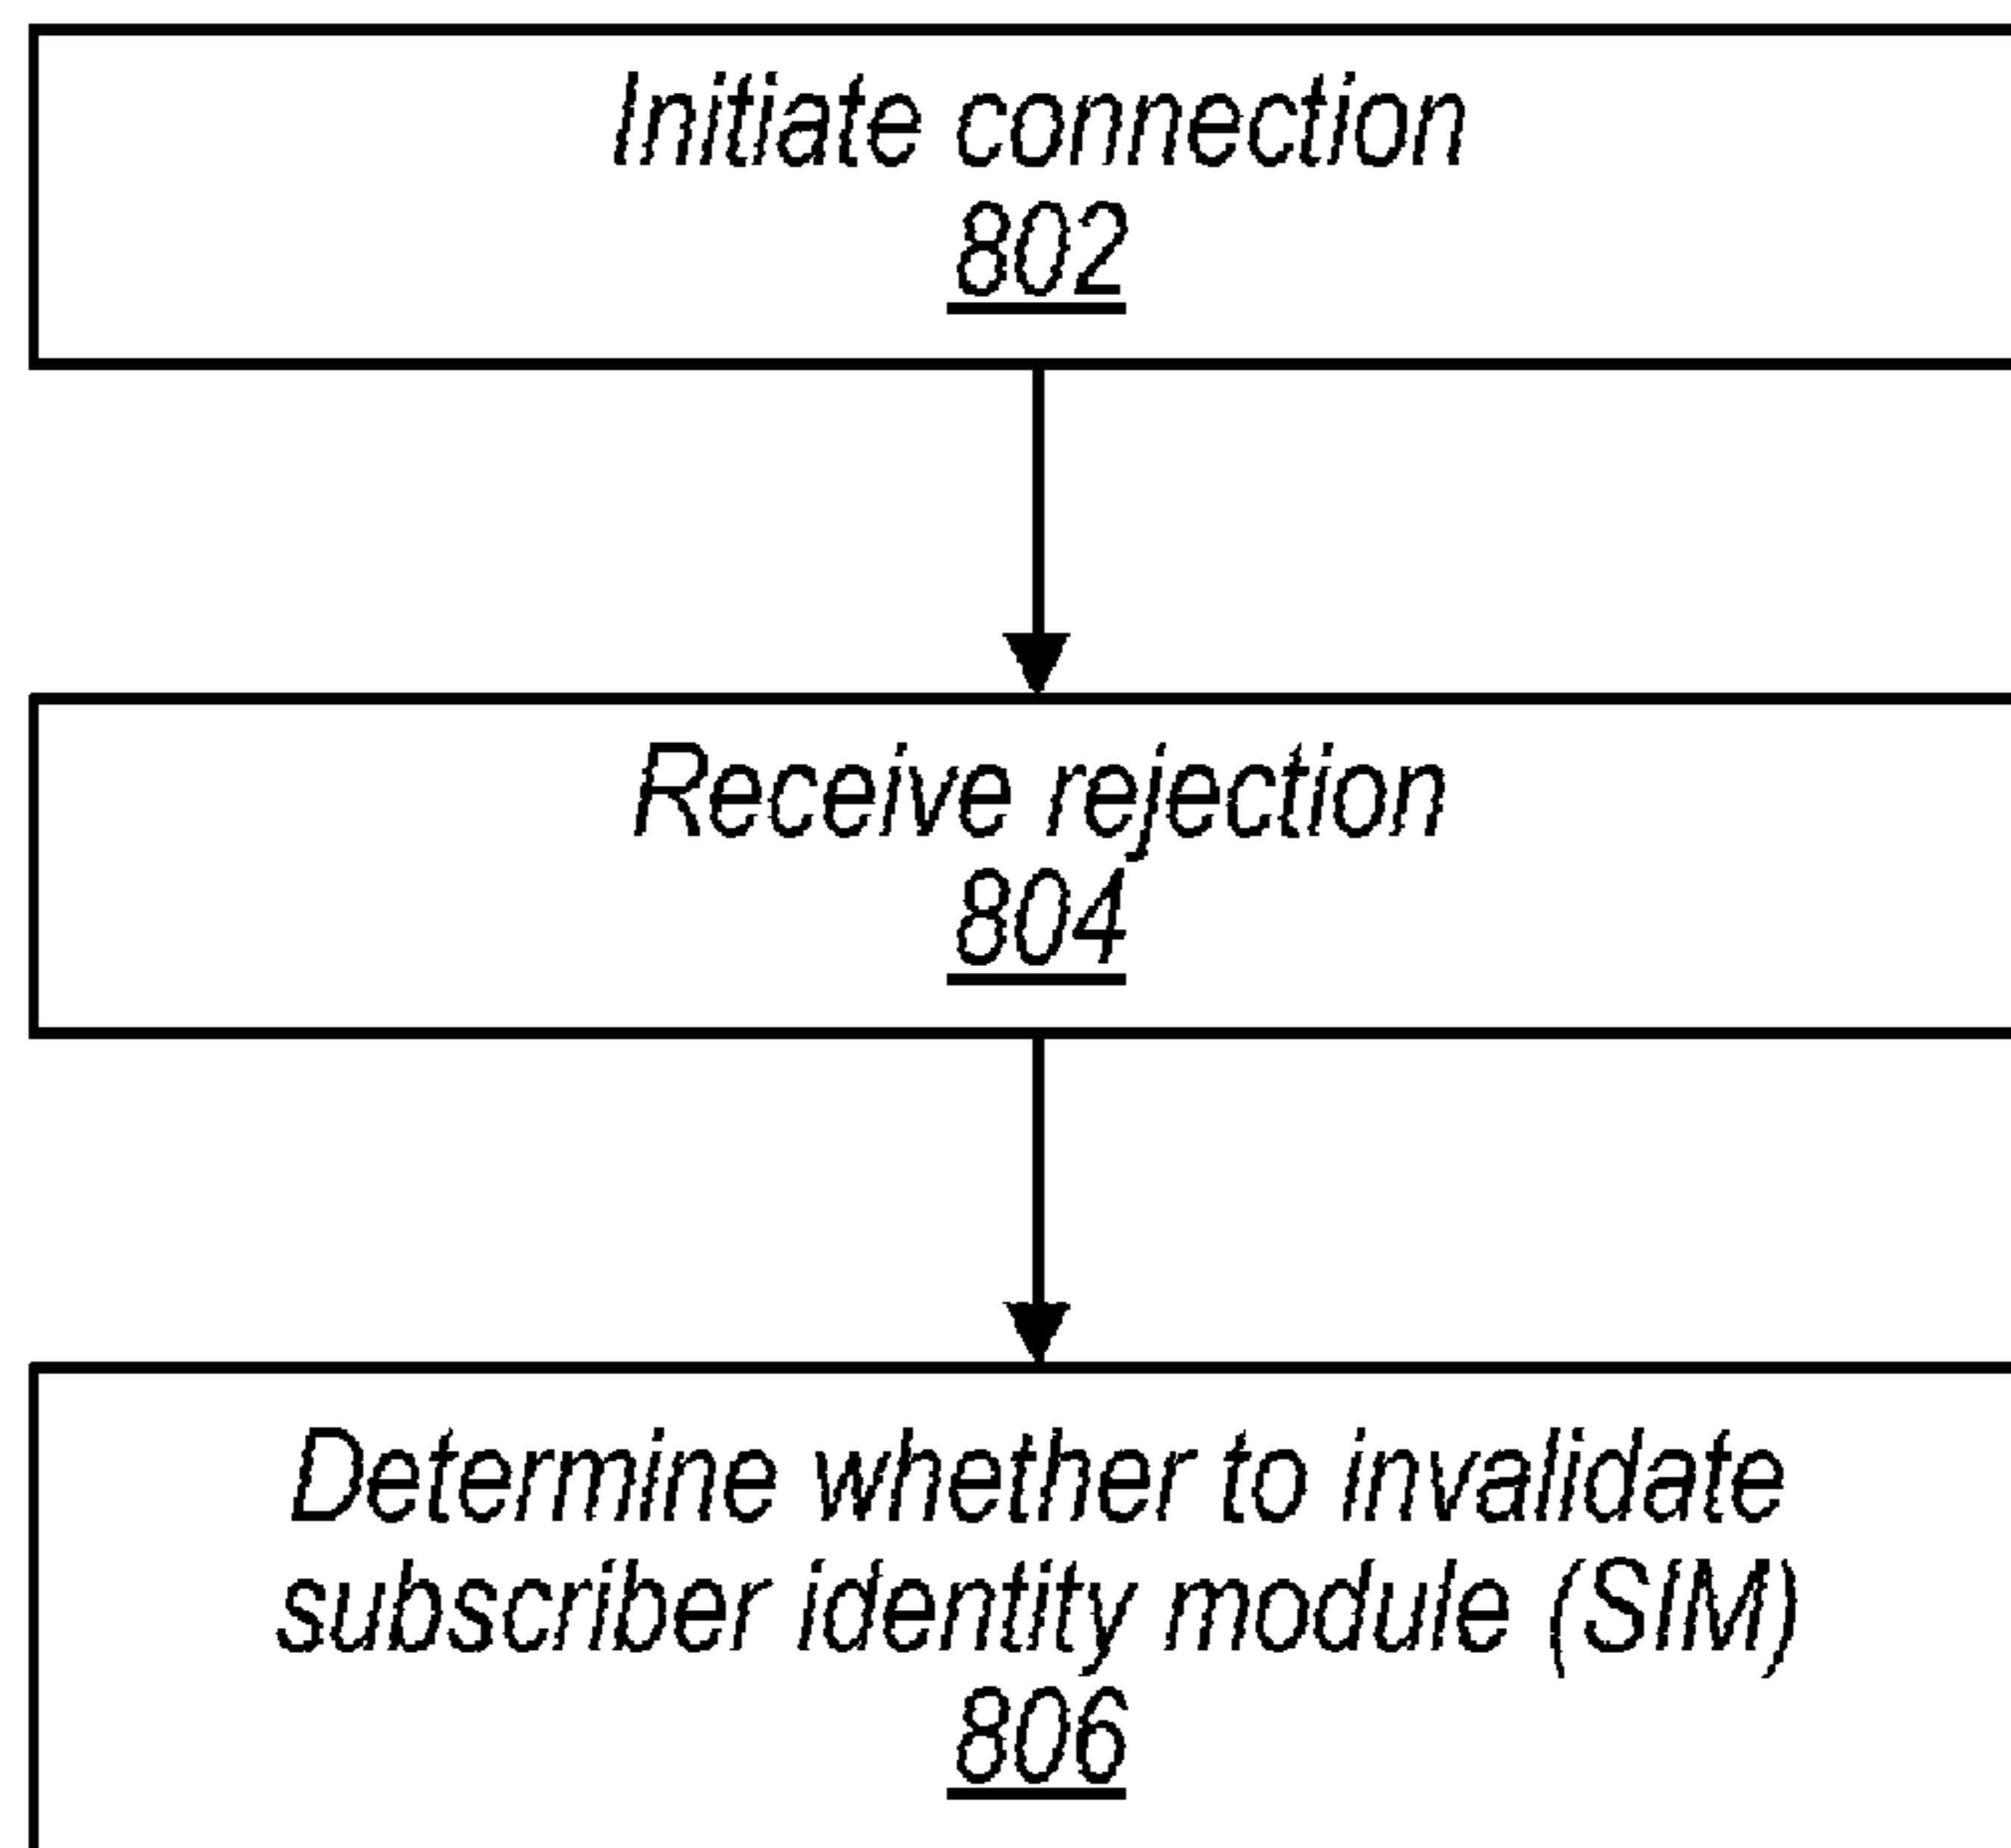 Initiate connection
802
Receive rejection
804
Determine whether to invalidate
subscriber identity module (SIM)
806